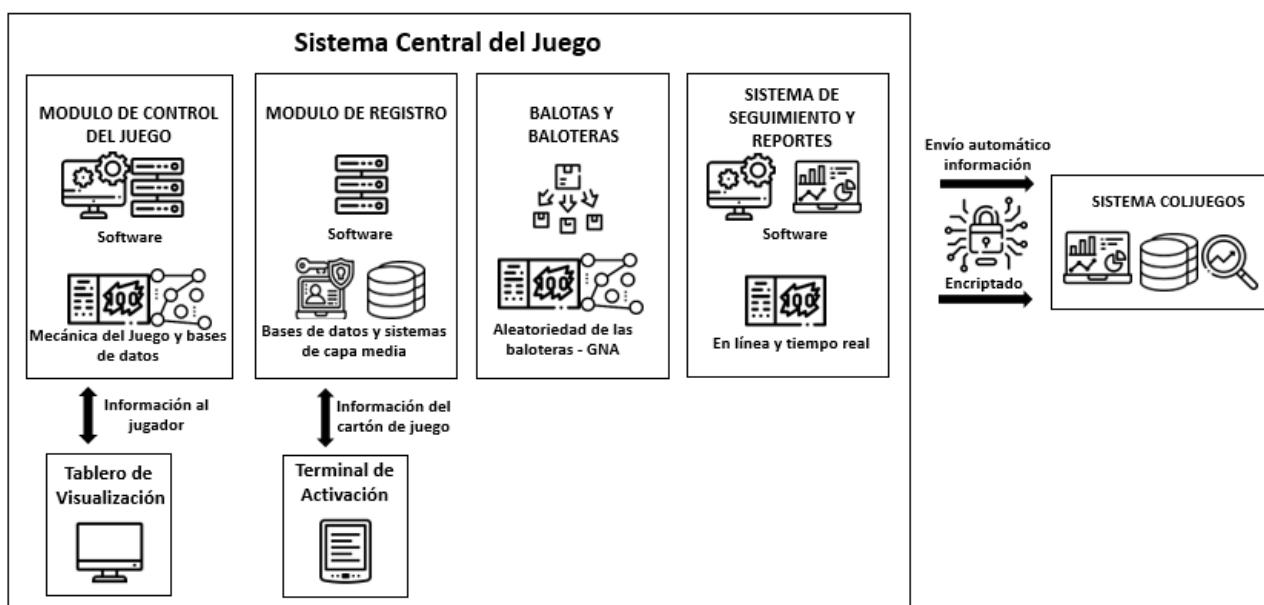 Sistema Central del Juego
MODULO DE CONTROL
DEL JUEGO
Software
Mecánica del Juego y bases
de datos
MODULO DE REGISTRO
Software
Bases de datos y sistemas
de capa media
BALOTAS Y
BALOTERAS
Aleatoriedad de las
baloteras - GNA
SISTEMA DE
SEGUIMIENTO Y
REPORTES
Software
En línea y tiempo real
Envío automático
información
Encriptado
SISTEMA COLJUEGOS
Información al
jugador
Información del
cartón de juego
Tablero de
Visualización
Terminal de
Activación